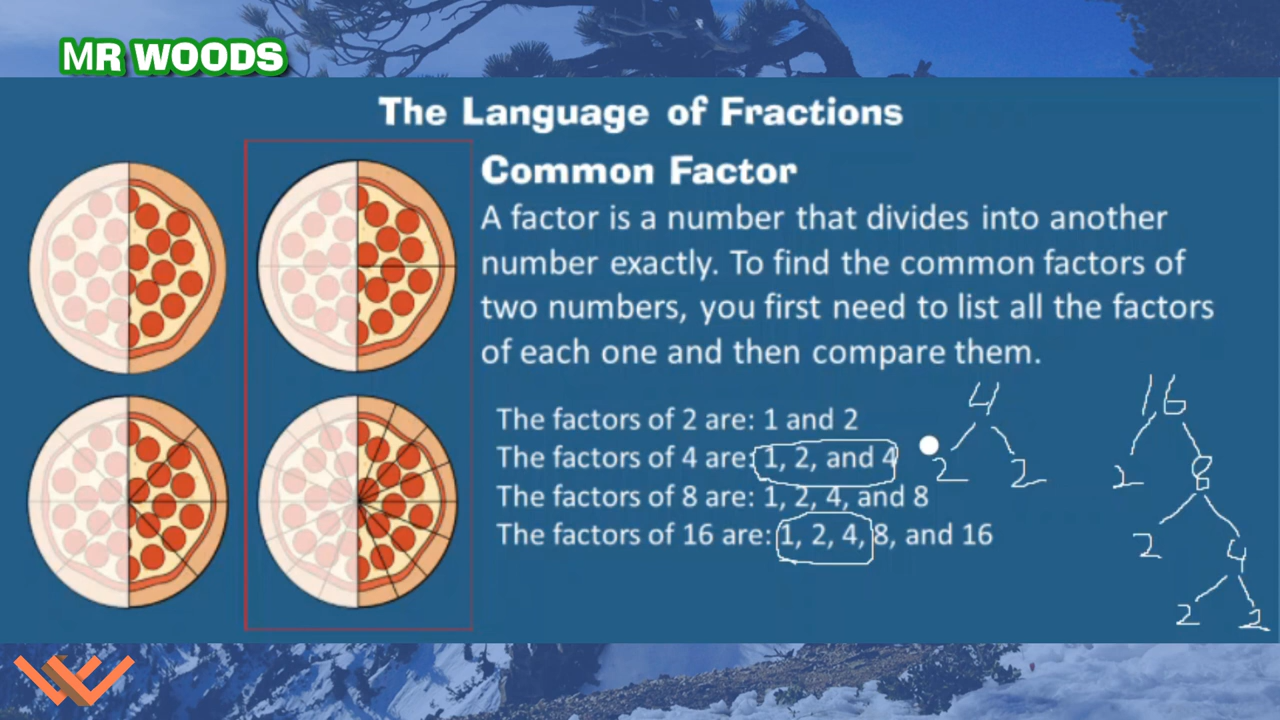 MR WOODS
The Language of Fractions
Common Factor
A factor is a number that divides into another
number exactly. To find the common factors of
two numbers, you first need to list all the factors
of each one and then compare them.
The factors of 2 are: 1 and 2
The factors of 4 are: 1, 2, and 4
The factors of 8 are: 1, 2, 4, and 8
The factors of 16 are: 1, 2, 4, 8, and 16
4
2 2
16
2 8
2 4
2 2